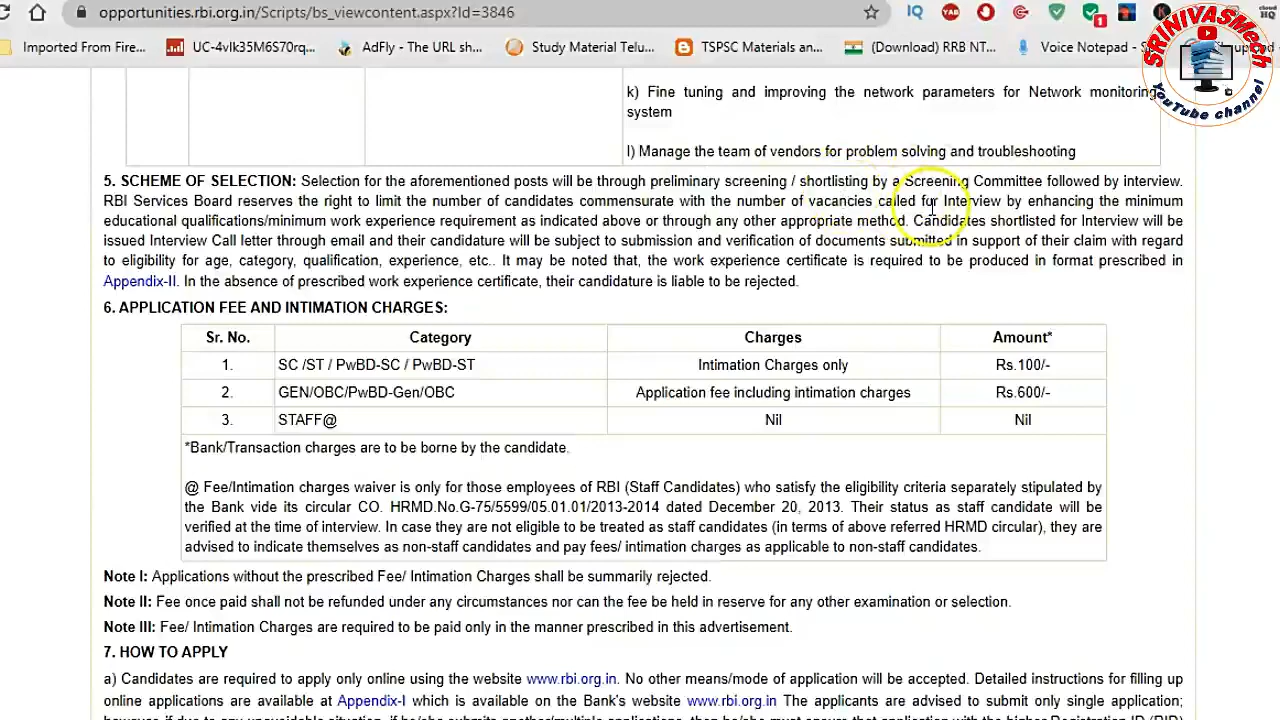 opportunities.rbi.org.in/Scripts/bs_viewcontent.aspx?Id=3846
Imported From Fire... UC-4vlk35M6S70rq... AdFly - The URL sh... Study Material Telu... TSPSC Materials an... (Download) RRB NT... Voice Notepad - S
SRINIVASMech
YouTube channel
k) Fine tuning and improving the network parameters for Network monitoring
system
l) Manage the team of vendors for problem solving and troubleshooting
5. SCHEME OF SELECTION: Selection for the aforementioned posts will be through preliminary screening / shortlisting by a Screening Committee followed by interview.
RBI Services Board reserves the right to limit the number of candidates commensurate with the number of vacancies called for Interview by enhancing the minimum
educational qualifications/minimum work experience requirement as indicated above or through any other appropriate method. Candidates shortlisted for Interview will be
issued Interview Call letter through email and their candidature will be subject to submission and verification of documents submitted in support of their claim with regard
to eligibility for age, category, qualification, experience, etc.. It may be noted that, the work experience certificate is required to be produced in format prescribed in
Appendix-II. In the absence of prescribed work experience certificate, their candidature is liable to be rejected.
6. APPLICATION FEE AND INTIMATION CHARGES:
Sr. No. Category Charges Amount*
1. SC /ST / PwBD-SC / PwBD-ST Intimation Charges only Rs.100/-
2. GEN/OBC/PwBD-Gen/OBC Application fee including intimation charges Rs.600/-
3. STAFF@ Nil Nil
*Bank/Transaction charges are to be borne by the candidate.
@ Fee/Intimation charges waiver is only for those employees of RBI (Staff Candidates) who satisfy the eligibility criteria separately stipulated by
the Bank vide its circular CO. HRMD.No.G-75/5599/05.01.01/2013-2014 dated December 20, 2013. Their status as staff candidate will be
verified at the time of interview. In case they are not eligible to be treated as staff candidates (in terms of above referred HRMD circular), they are
advised to indicate themselves as non-staff candidates and pay fees/ intimation charges as applicable to non-staff candidates.
Note I: Applications without the prescribed Fee/ Intimation Charges shall be summarily rejected.
Note II: Fee once paid shall not be refunded under any circumstances nor can the fee be held in reserve for any other examination or selection.
Note III: Fee/ Intimation Charges are required to be paid only in the manner prescribed in this advertisement.
7. HOW TO APPLY
a) Candidates are required to apply only online using the website www.rbi.org.in. No other means/mode of application will be accepted. Detailed instructions for filling up
online applications are available at Appendix-I which is available on the Bank's website www.rbi.org.in The applicants are advised to submit only single application;